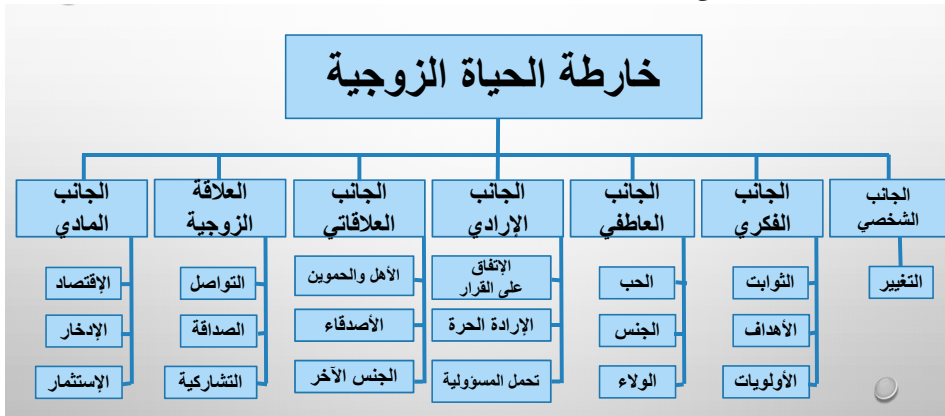 خارطة الحياة الزوجية
الجانب
الشخصي
التغيير
الجانب
الفكري
الثوابت
الأهداف
الأولويات
الجانب
العاطفي
الحب
الجنس
الولاء
الجانب
الإرادي
الإتفاق
على القرار
الإرادة الحرة
تحمل المسؤولية
الجانب
العلاقاتي
الأهل والحموين
الأصدقاء
الجنس الآخر
العلاقة
الزوجية
التواصل
الصداقة
التشاركية
الجانب
المادي
الإقتصاد
الإدخار
الإستثمار